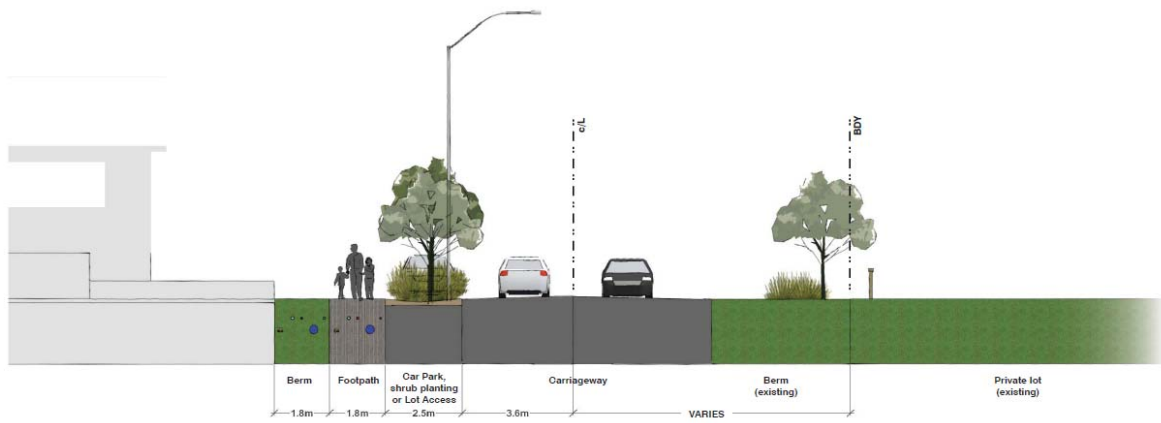 c/L
BDY
Berm
Footpath
Car Park,
shrub planting
or Lot Access
Carriageway
Berm
(existing)
Private lot
(existing)
1.8m
1.8m
2.5m
3.6m
VARIES